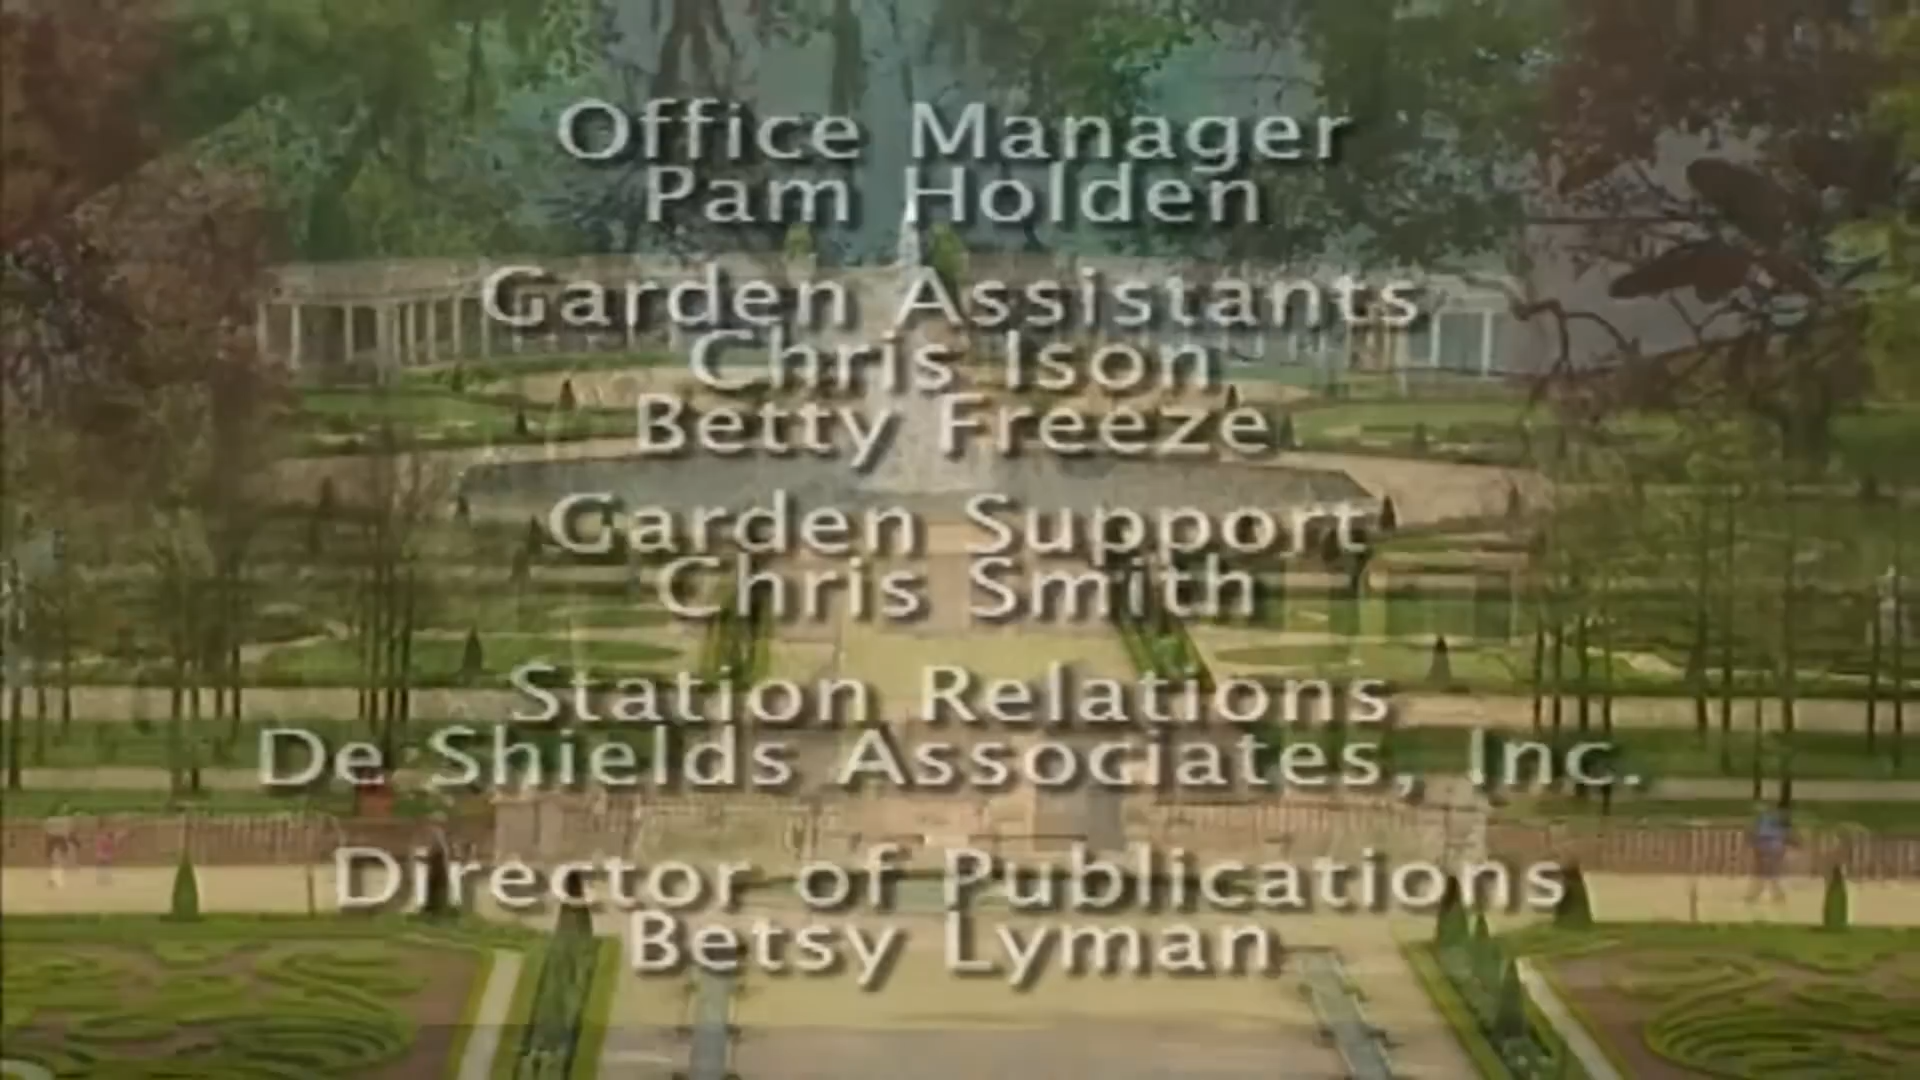 Office Manager
Pam Holden
Garden Assistants
Chris Ison
Betty Freeze
Garden Support
Chris Smith
Station Relations
De Shields Associates, Inc.
Director of Publications
Betsy Lyman